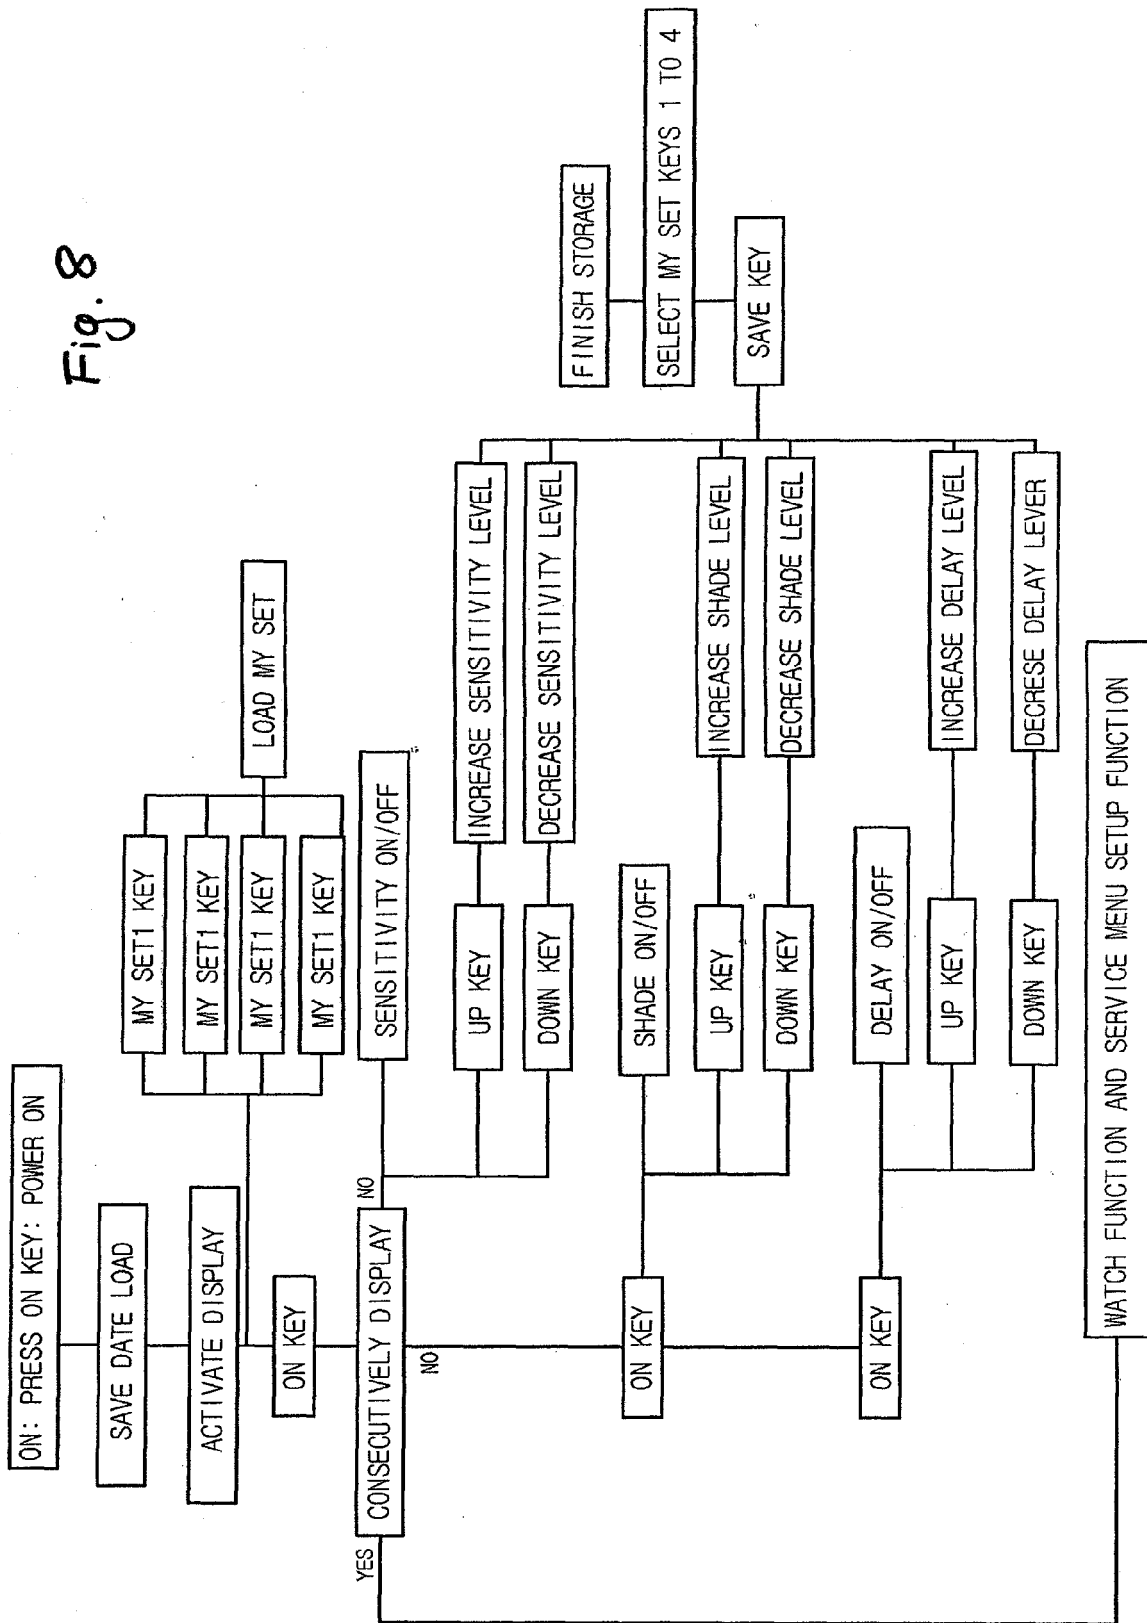 Fig. 8
ON: PRESS ON KEY: POWER ON
SAVE DATE LOAD
ACTIVATE DISPLAY
MY SET1 KEY
MY SET1 KEY
MY SET1 KEY
MY SET1 KEY
LOAD MY SET
ON KEY
CONSECUTIVELY DISPLAY
YES
NO
NO
SENSITIVITY ON/OFF
UP KEY
INCREASE SENSITIVITY LEVEL
DOWN KEY
DECREASE SENSITIVITY LEVEL
ON KEY
SHADE ON/OFF
UP KEY
INCREASE SHADE LEVEL
DOWN KEY
DECREASE SHADE LEVEL
ON KEY
DELAY ON/OFF
UP KEY
INCREASE DELAY LEVEL
DOWN KEY
DECRESE DELAY LEVER
FINISH STORAGE
SELECT MY SET KEYS 1 TO 4
SAVE KEY
WATCH FUNCTION AND SERVICE MENU SETUP FUNCTION